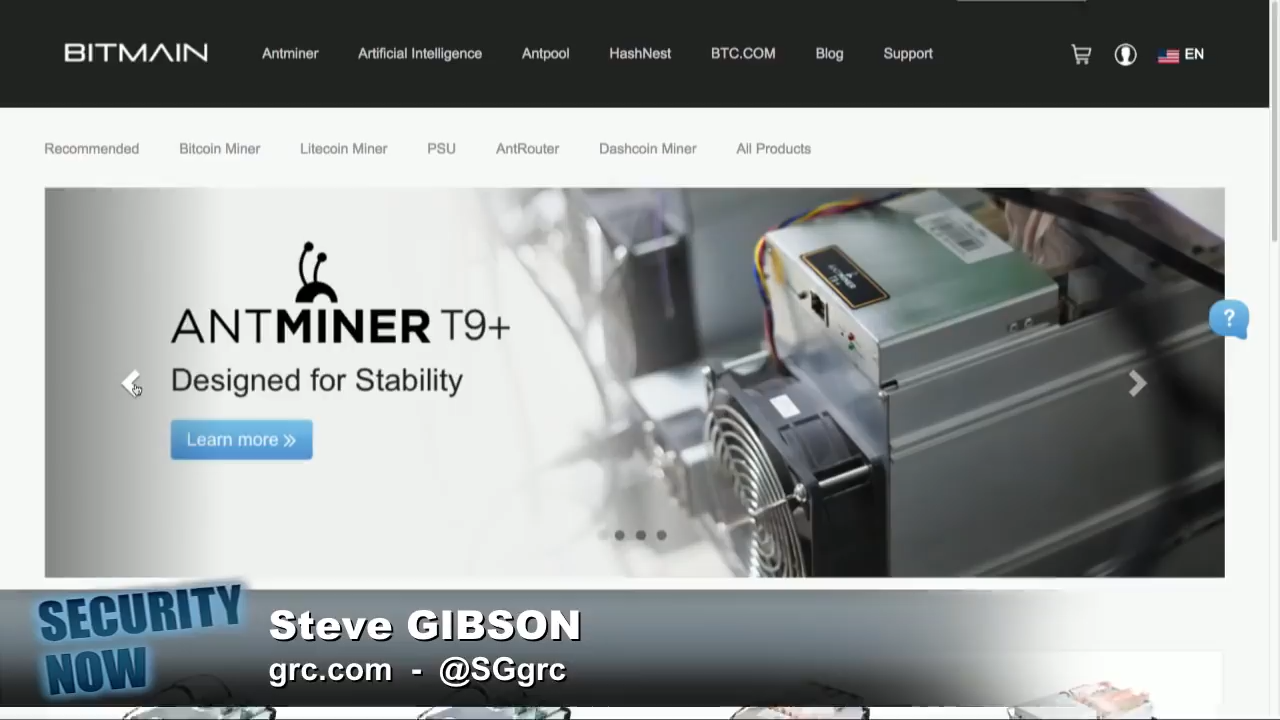 BITMAIN Antminer Artificial Intelligence Antpool HashNest BTC.COM Blog Support EN
Recommended Bitcoin Miner Litecoin Miner PSU AntRouter Dashcoin Miner All Products
ANTMINER T9+
Designed for Stability
Learn more »
?
SECURITY NOW
Steve GIBSON
grc.com - @SGgrc